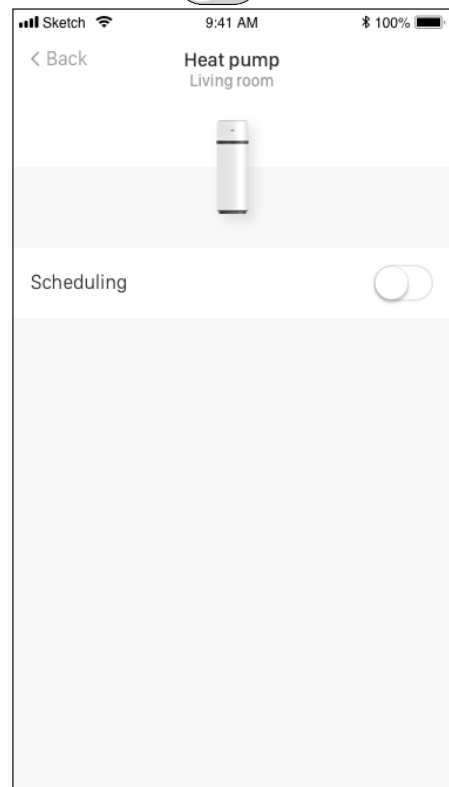 Sketch 9:41 AM 100%
Back
Heat pump
Living room
Scheduling